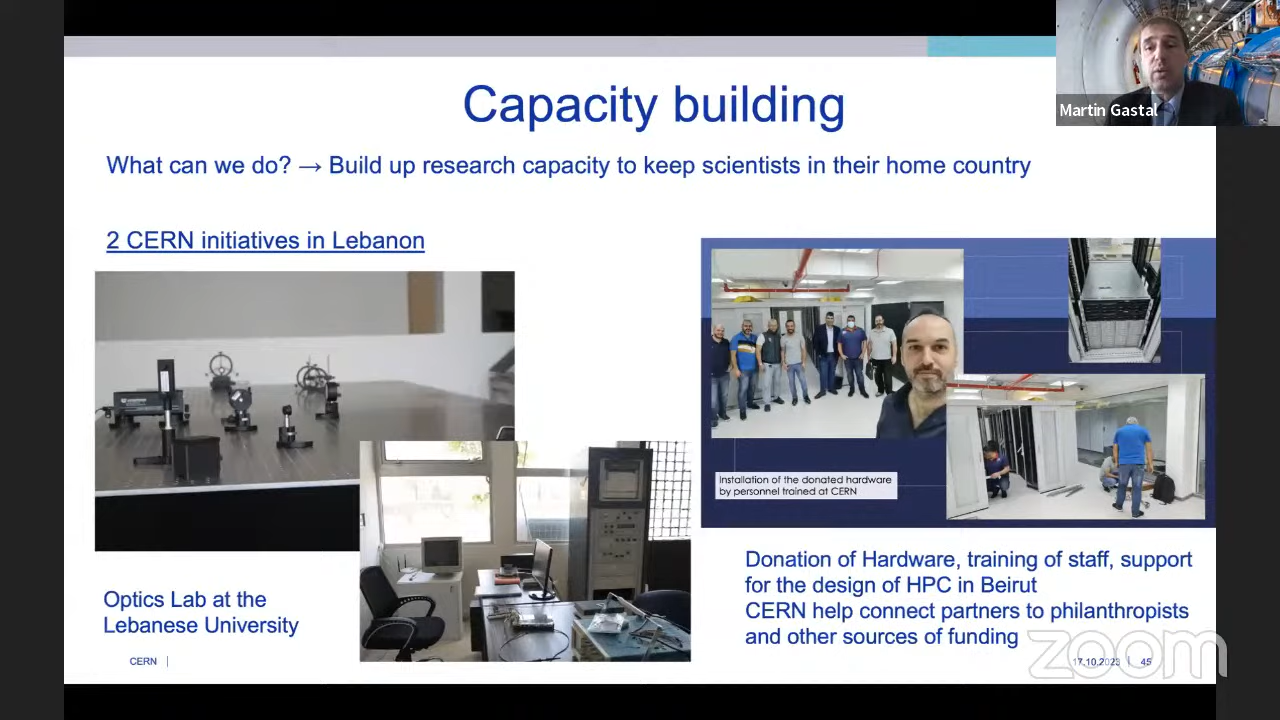 Martin Gastal
Capacity building
What can we do? → Build up research capacity to keep scientists in their home country
2 CERN initiatives in Lebanon
Installation of the donated hardware
by personnel trained at CERN
Optics Lab at the
Lebanese University
Donation of Hardware, training of staff, support
for the design of HPC in Beirut
CERN help connect partners to philanthropists
and other sources of funding
CERN
17.10.2023 45
zoom